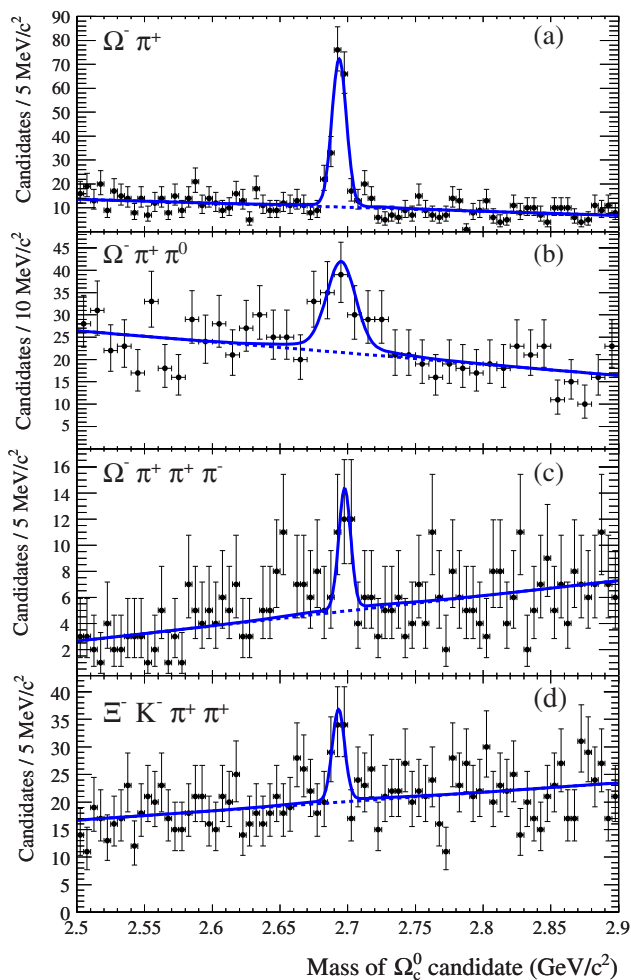 Candidates / 5 MeV/c²
90
80
70
60
50
40
30
20
10
Ω⁻ π⁺
(a)
Candidates / 10 MeV/c²
45
40
35
30
25
20
15
10
5
Ω⁻ π⁺ π⁰
(b)
Candidates / 5 MeV/c²
16
14
12
10
8
6
4
2
Ω⁻ π⁺ π⁺ π⁻
(c)
Candidates / 5 MeV/c²
40
35
30
25
20
15
10
5
0
Ξ⁻ K⁻ π⁺ π⁺
(d)
2.5 2.55 2.6 2.65 2.7 2.75 2.8 2.85 2.9
Mass of Ω⁰c candidate (GeV/c²)